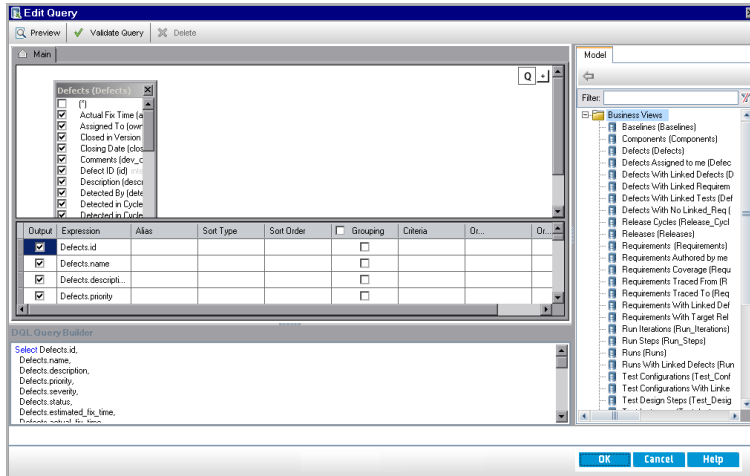 Edit Query
Preview Validate Query Delete
Main
Q
Defects (Defects)
(*)
Actual Fix Time (a
Assigned To (own
Closed in Version
Closing Date (clos
Comments (dev_c
Defect ID (id) inte
Description (descr
Detected By (dete
Detected in Cycle
Detected in Cycle
Output Expression Alias Sort Type Sort Order Grouping Criteria Or... Or...
Defects.id
Defects.name
Defects.descripti...
Defects.priority
DQL Query Builder
Select Defects.id,
Defects.name,
Defects.description,
Defects.priority,
Defects.severity,
Defects.status,
Defects.estimated_fix_time,
Defects.actual_fix_time
Model
Filter:
Business Views
Baselines (Baselines)
Components (Components)
Defects (Defects)
Defects Assigned to me (Defec
Defects With Linked Defects (D
Defects With Linked Requirem
Defects With Linked Tests (Def
Defects With No Linked_Req (
Release Cycles (Release_Cycl
Releases (Releases)
Requirements (Requirements)
Requirements Authored by me
Requirements Coverage (Requ
Requirements Traced From (R
Requirements Traced To (Req
Requirements With Linked Def
Requirements With Target Rel
Run Iterations (Run_Iterations)
Run Steps (Run_Steps)
Runs (Runs)
Runs With Linked Defects (Run
Test Configurations (Test_Conf
Test Configurations With Linke
Test Design Steps (Test_Desig
OK Cancel Help